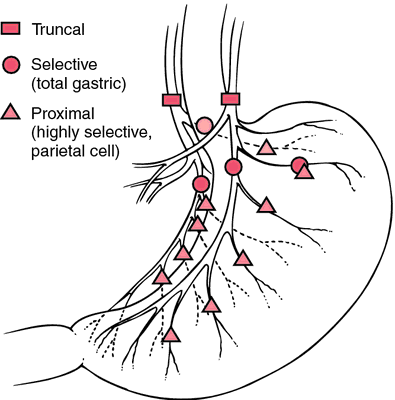 Truncal
Selective
(total gastric)
Proximal
(highly selective,
parietal cell)